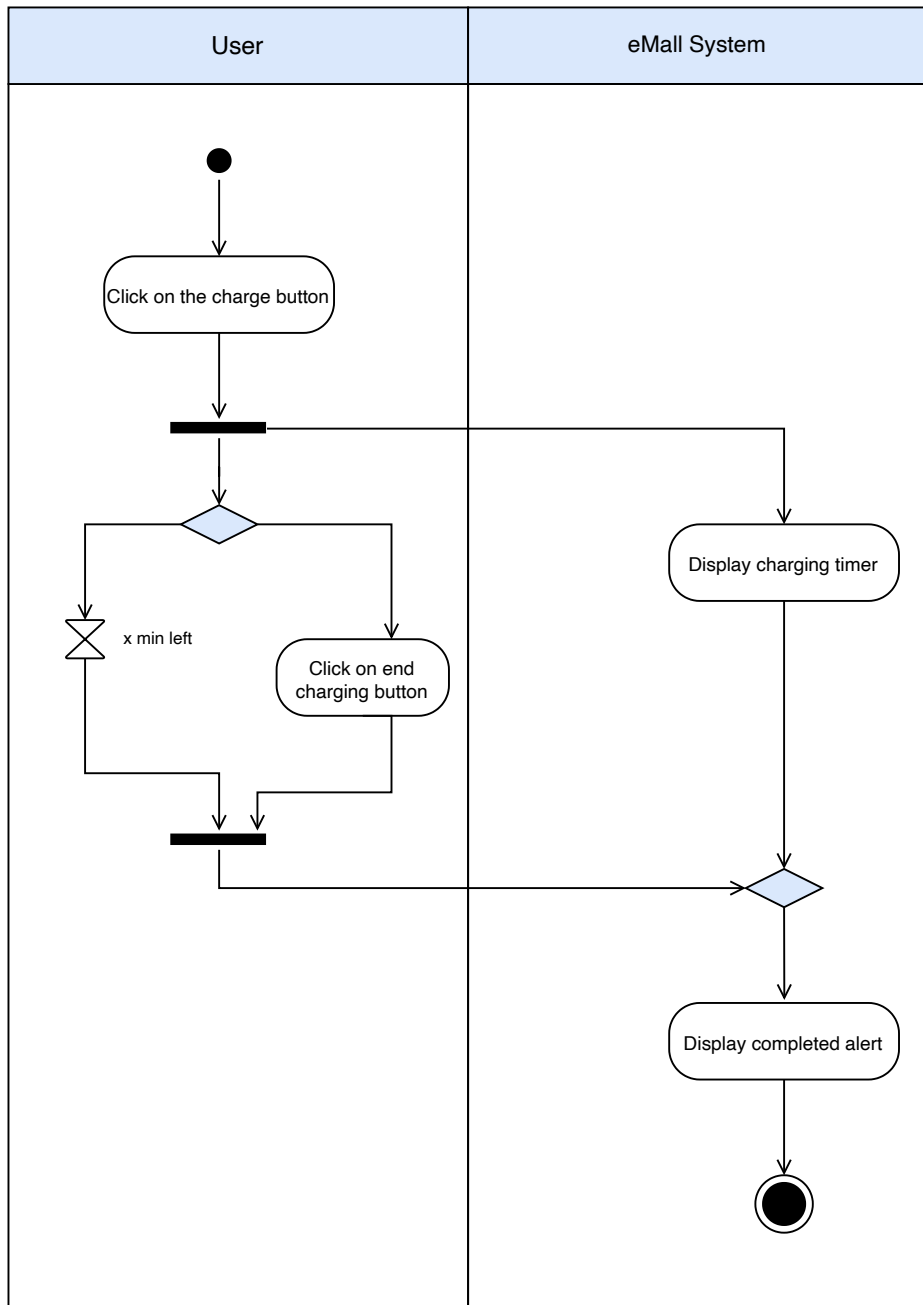 User
eMall System
Click on the charge button
Display charging timer
x min left
Click on end
charging button
Display completed alert